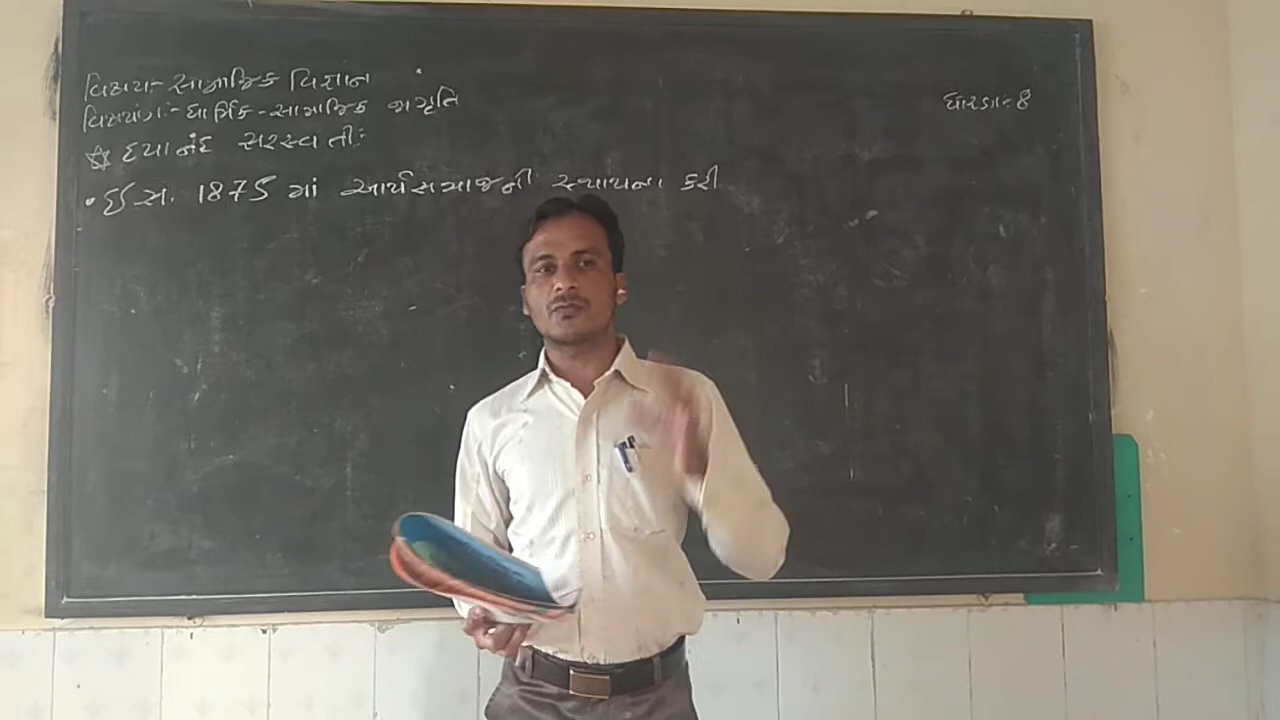 વિષય:- સામાજિક વિજ્ઞાન
ધોરણ:- 8
વિષયાંગ:- ધાર્મિક - સામાજિક જાગૃતિ
☆ દયાનંદ સરસ્વતી:
• ઈ.સ. 1875 માં આર્યસમાજની સ્થાપના કરી